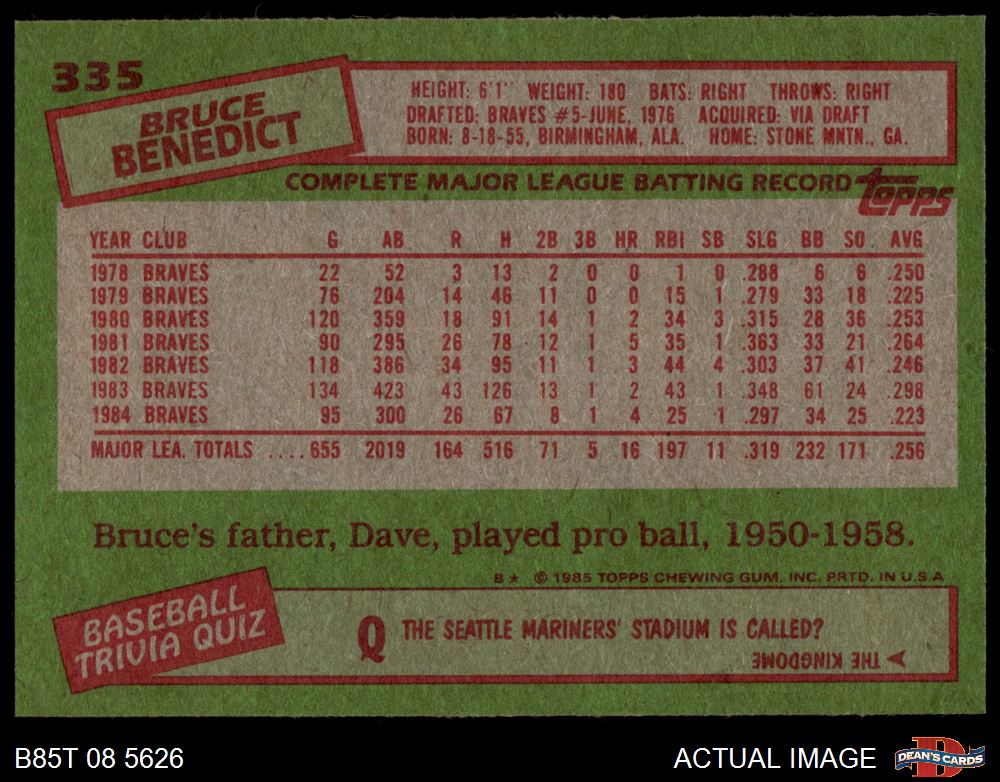 335
BRUCE
BENEDICT
HEIGHT: 6'1" WEIGHT: 180 BATS: RIGHT THROWS: RIGHT
DRAFTED: BRAVES #5-JUNE, 1976 ACQUIRED: VIA DRAFT
BORN: 8-18-55, BIRMINGHAM, ALA. HOME: STONE MNTN., GA.
COMPLETE MAJOR LEAGUE BATTING RECORD topps
YEAR CLUB G AB R H 2B 3B HR RBI SB SLG BB SO AVG
1978 BRAVES 22 52 3 13 2 0 0 1 0 .288 6 6 .250
1979 BRAVES 76 204 14 46 11 0 0 15 1 .279 33 18 .225
1980 BRAVES 120 359 18 91 14 1 2 34 3 .315 28 36 .253
1981 BRAVES 90 295 26 78 12 1 5 35 1 .363 33 21 .264
1982 BRAVES 118 386 34 95 11 1 3 44 4 .303 37 41 .246
1983 BRAVES 134 423 43 126 13 1 2 43 1 .348 61 24 .298
1984 BRAVES 95 300 26 67 8 1 4 25 1 .297 34 25 .223
MAJOR LEA. TOTALS ....655 2019 164 516 71 5 16 197 11 .319 232 171 .256
Bruce's father, Dave, played pro ball, 1950-1958.
B* © 1985 TOPPS CHEWING GUM, INC. PRTD. IN U.S.A
BASEBALL
TRIVIA QUIZ
Q THE SEATTLE MARINERS' STADIUM IS CALLED?
THE KINGDOME
B85T 08 5626
ACTUAL IMAGE
D
DEAN'S CARDS